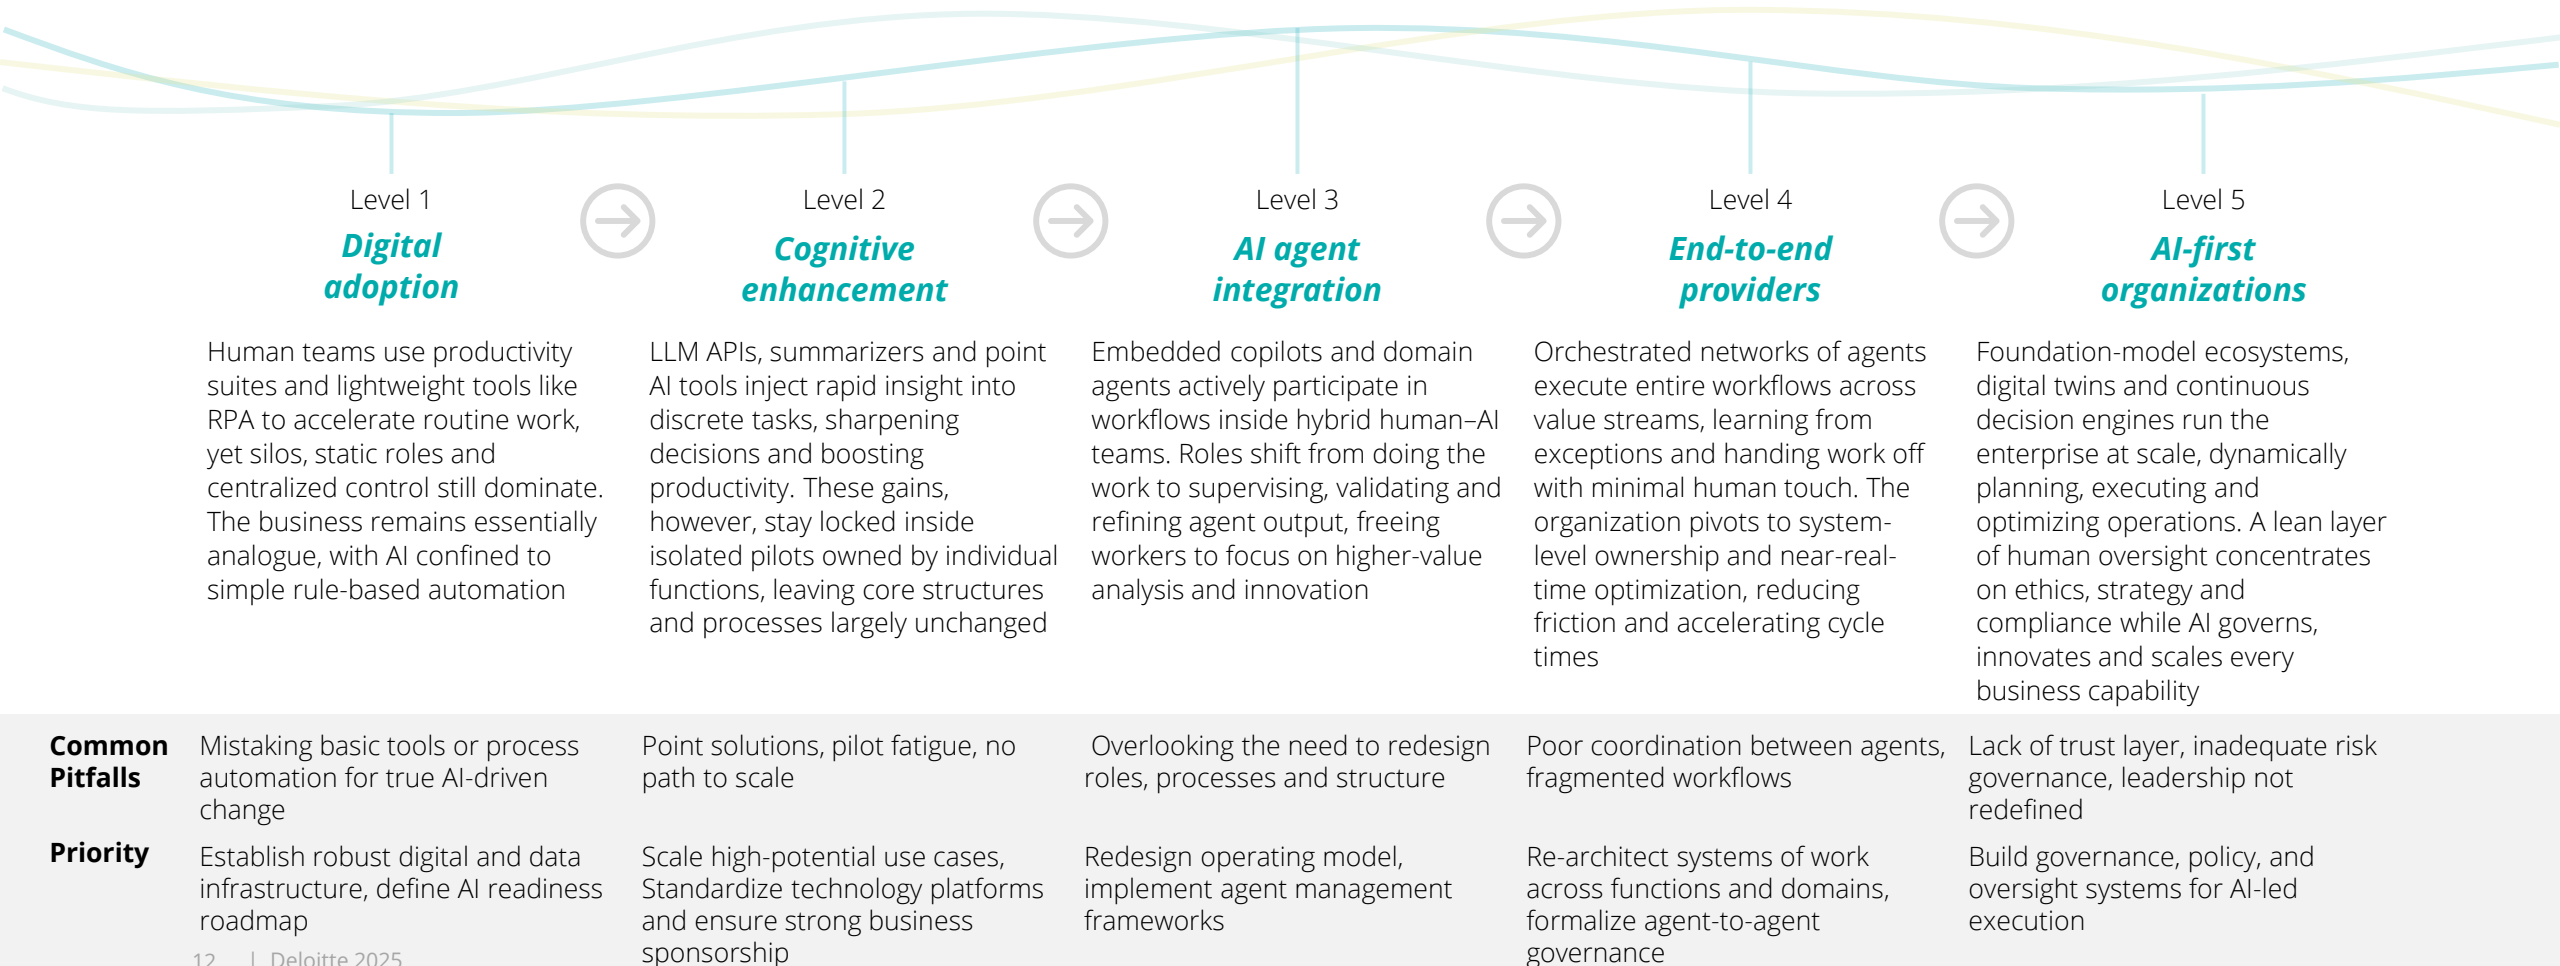 Level 1
Digital
adoption
Human teams use productivity
suites and lightweight tools like
RPA to accelerate routine work,
yet silos, static roles and
centralized control still dominate.
The business remains essentially
analogue, with AI confined to
simple rule-based automation
Level 2
Cognitive
enhancement
LLM APIs, summarizers and point
AI tools inject rapid insight into
discrete tasks, sharpening
decisions and boosting
productivity. These gains,
however, stay locked inside
isolated pilots owned by individual
functions, leaving core structures
and processes largely unchanged
Level 3
AI agent
integration
Embedded copilots and domain
agents actively participate in
workflows inside hybrid human–AI
teams. Roles shift from doing the
work to supervising, validating and
refining agent output, freeing
workers to focus on higher-value
analysis and innovation
Level 4
End-to-end
providers
Orchestrated networks of agents
execute entire workflows across
value streams, learning from
exceptions and handing work off
with minimal human touch. The
organization pivots to system-
level ownership and near-real-
time optimization, reducing
friction and accelerating cycle
times
Level 5
AI-first
organizations
Foundation-model ecosystems,
digital twins and continuous
decision engines run the
enterprise at scale, dynamically
planning, executing and
optimizing operations. A lean layer
of human oversight concentrates
on ethics, strategy and
compliance while AI governs,
innovates and scales every
business capability
Common
Pitfalls
Mistaking basic tools or process
automation for true AI-driven
change
Point solutions, pilot fatigue, no
path to scale
Overlooking the need to redesign
roles, processes and structure
Poor coordination between agents,
fragmented workflows
Lack of trust layer, inadequate risk
governance, leadership not
redefined
Priority
Establish robust digital and data
infrastructure, define AI readiness
roadmap
Scale high-potential use cases,
Standardize technology platforms
and ensure strong business
sponsorship
Redesign operating model,
implement agent management
frameworks
Re-architect systems of work
across functions and domains,
formalize agent-to-agent
governance
Build governance, policy, and
oversight systems for AI-led
execution
12 | Deloitte 2025